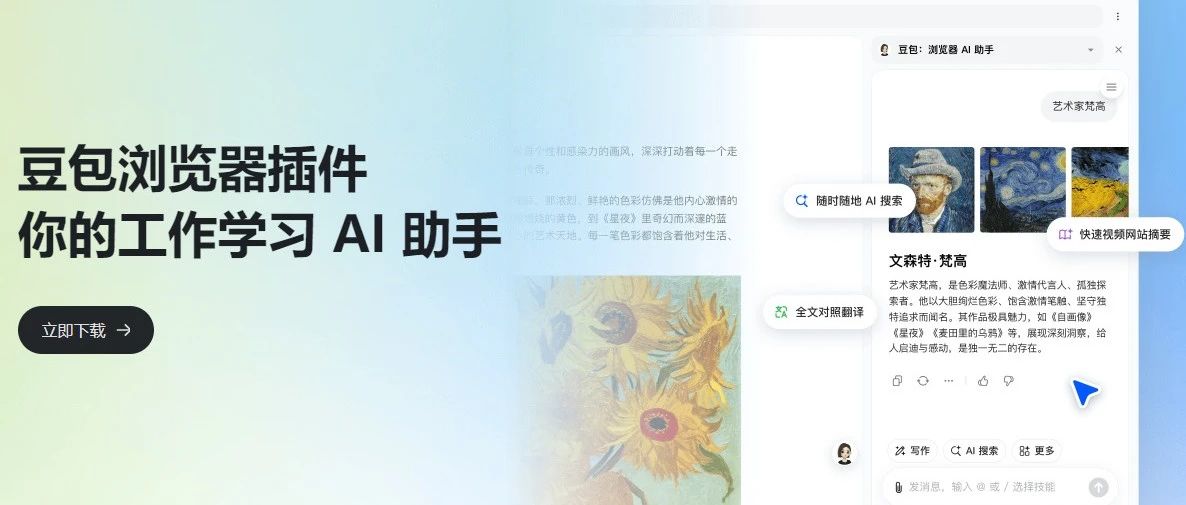 豆包浏览器插件
你的工作学习 AI 助手
立即下载
个性和感染力的画风，深深打动着每一个走
那浓烈、鲜艳的色彩仿佛是他内心激情的
的黄色，到《星夜》里奇幻而深邃的蓝
艺术天地。每一笔色彩都饱含着他对生活、
随时随地 AI 搜索
全文对照翻译
豆包：浏览器 AI 助手
艺术家梵高
快速视频网站摘要
文森特·梵高
艺术家梵高，是色彩魔法师、激情代言人、孤独探
索者。他以大胆绚烂色彩、饱含激情笔触、坚守独
特追求而闻名。其作品极具魅力，如《自画像》
《星夜》《麦田里的乌鸦》等，展现深刻洞察，给
人启迪与感动，是独一无二的存在。
写作
AI 搜索
更多
发消息，输入 @ 或 / 选择技能